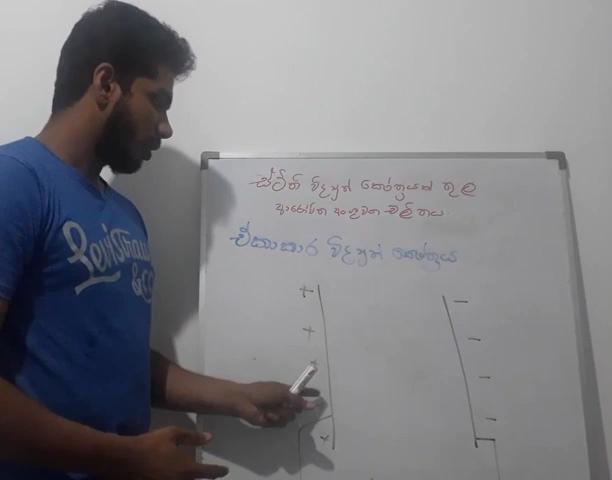 ස්ථිති විද්‍යුත් ක්ෂේත්‍රයක් තුල
ආරෝපිත අංශුවක චලිතය
ඒකාකාර විද්‍යුත් ක්ෂේත්‍රය
+ −
+ −
+ −
+ −